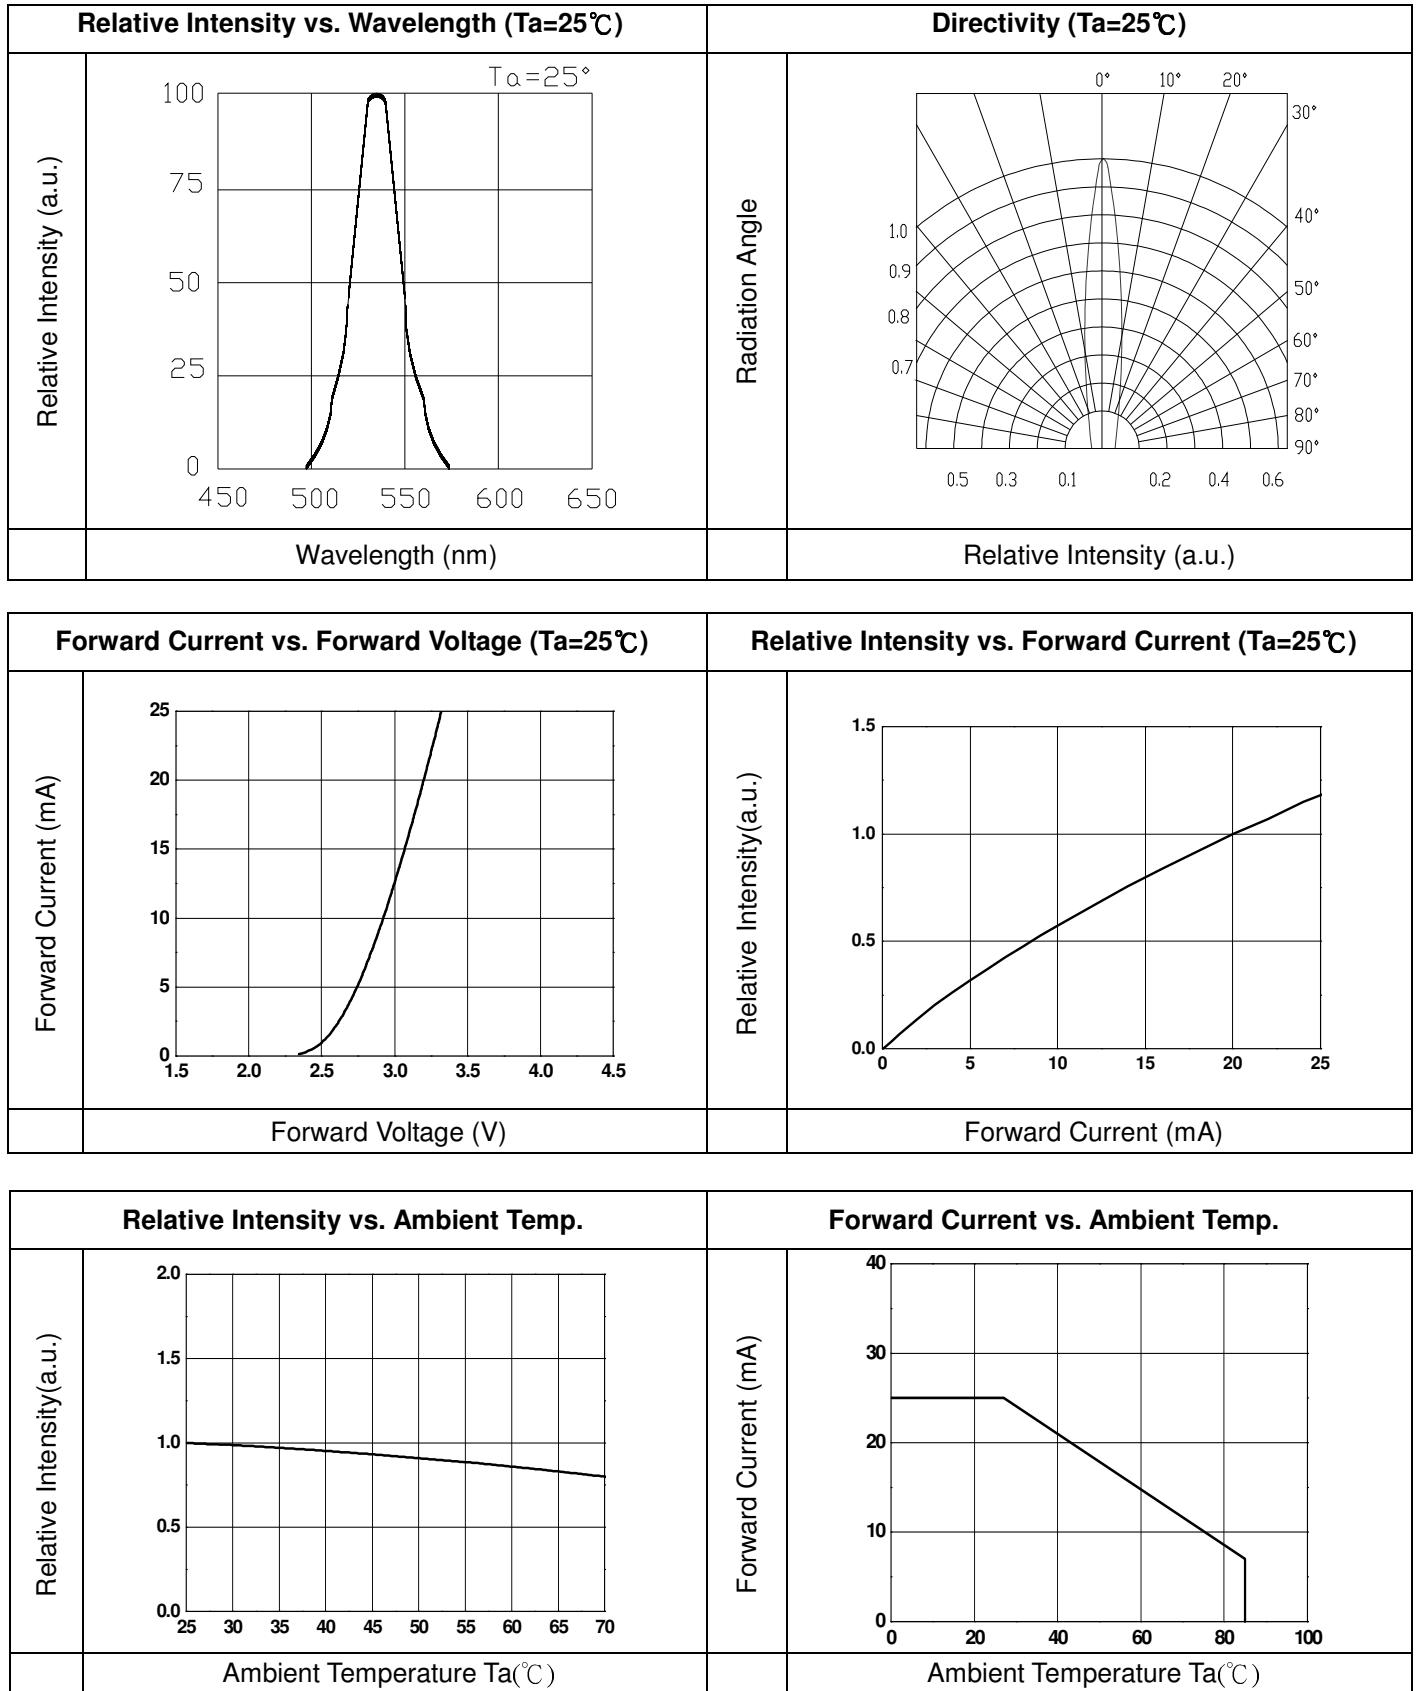 Relative Intensity vs. Wavelength (Ta=25℃)
Directivity (Ta=25℃)
Relative Intensity (a.u.)
Ta=25°
100
75
50
25
0
450 500 550 600 650
Wavelength (nm)
Radiation Angle
0° 10° 20°
30°
40°
50°
60°
70°
80°
90°
1.0
0.9
0.8
0.7
0.5 0.3 0.1 0.2 0.4 0.6
Relative Intensity (a.u.)
Forward Current vs. Forward Voltage (Ta=25℃)
Relative Intensity vs. Forward Current (Ta=25℃)
Forward Current (mA)
25
20
15
10
5
0
1.5 2.0 2.5 3.0 3.5 4.0 4.5
Forward Voltage (V)
Relative Intensity(a.u.)
1.5
1.0
0.5
0.0
0 5 10 15 20 25
Forward Current (mA)
Relative Intensity vs. Ambient Temp.
Forward Current vs. Ambient Temp.
Relative Intensity(a.u.)
2.0
1.5
1.0
0.5
0.0
25 30 35 40 45 50 55 60 65 70
Ambient Temperature Ta(℃)
Forward Current (mA)
40
30
20
10
0
0 20 40 60 80 100
Ambient Temperature Ta(℃)